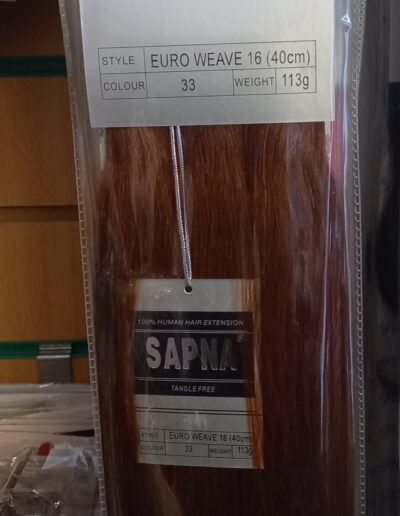 STYLE EURO WEAVE 16 (40cm)
COLOUR 33 WEIGHT 113g
100% HUMAN HAIR EXTENSION
SAPNA®
TANGLE FREE
STYLE EURO WEAVE 16 (40cm)
COLOUR 33 WEIGHT 113g